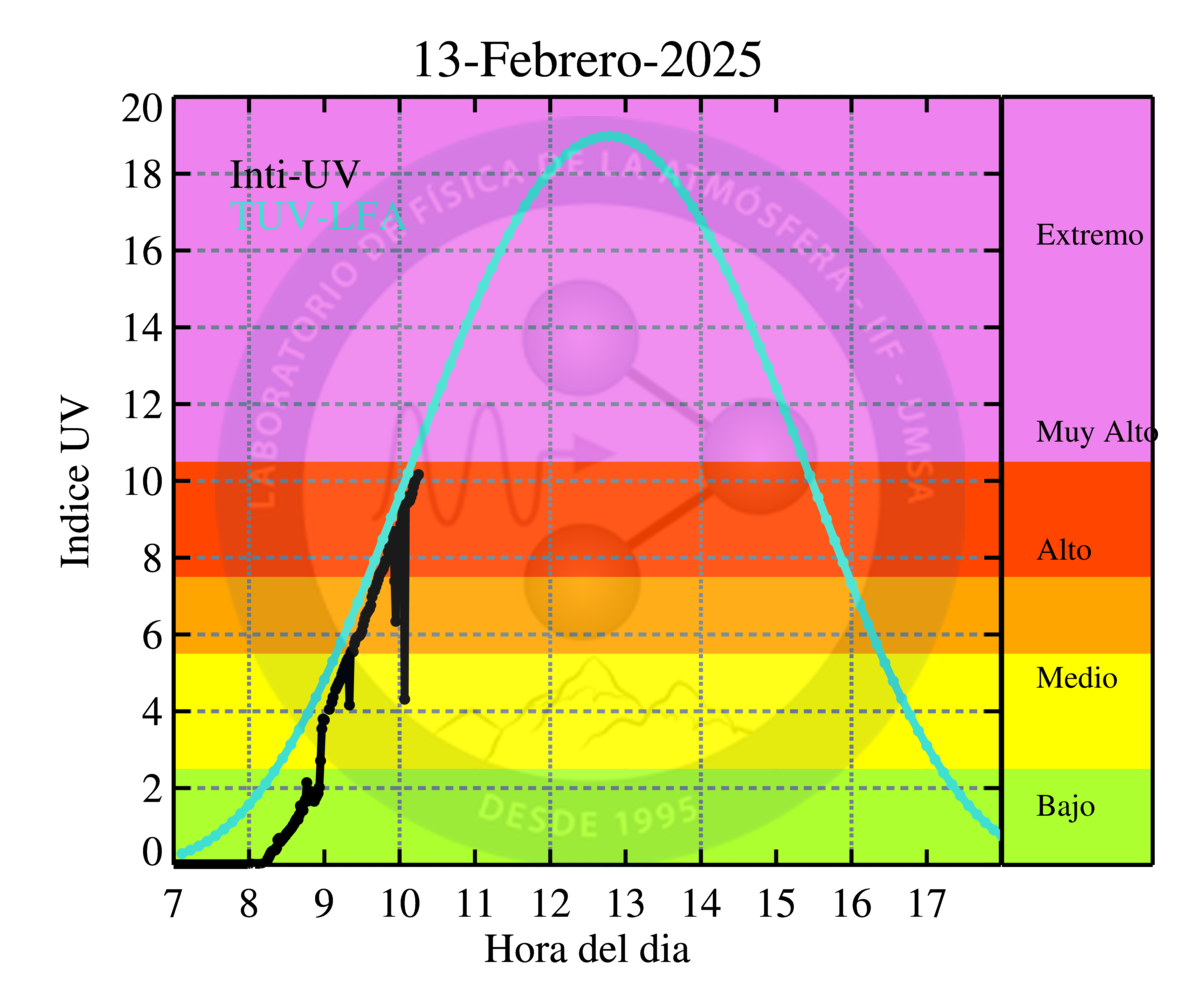 13-Febrero-2025
Inti-UV
TUV-LFA
LABORATORIO DE FÍSICA DE LA ATMÓSFERA - IIF - UMSA
DESDE 1995
Indice UV
20
18
16
14
12
10
8
6
4
2
0
Extremo
Muy Alto
Alto
Medio
Bajo
7 8 9 10 11 12 13 14 15 16 17
Hora del dia